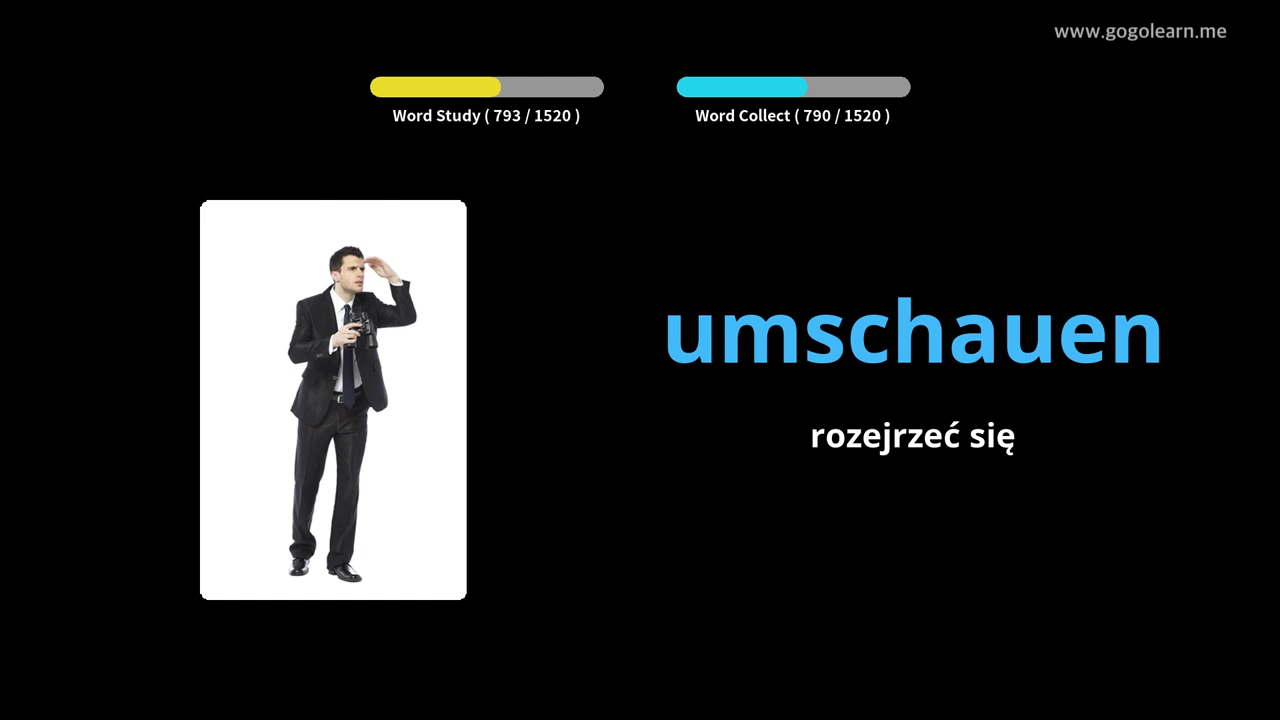 www.gogolearn.me
Word Study ( 793 / 1520 )
Word Collect ( 790 / 1520 )
umschauen
rozejrzeć się